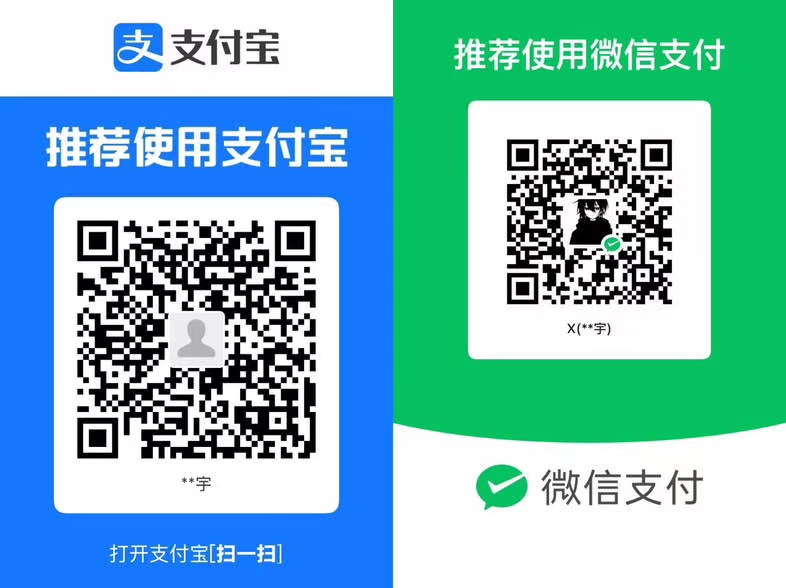 支 支付宝
推荐使用支付宝
**宇
打开支付宝[扫一扫]
推荐使用微信支付
X(**宇)
微信支付